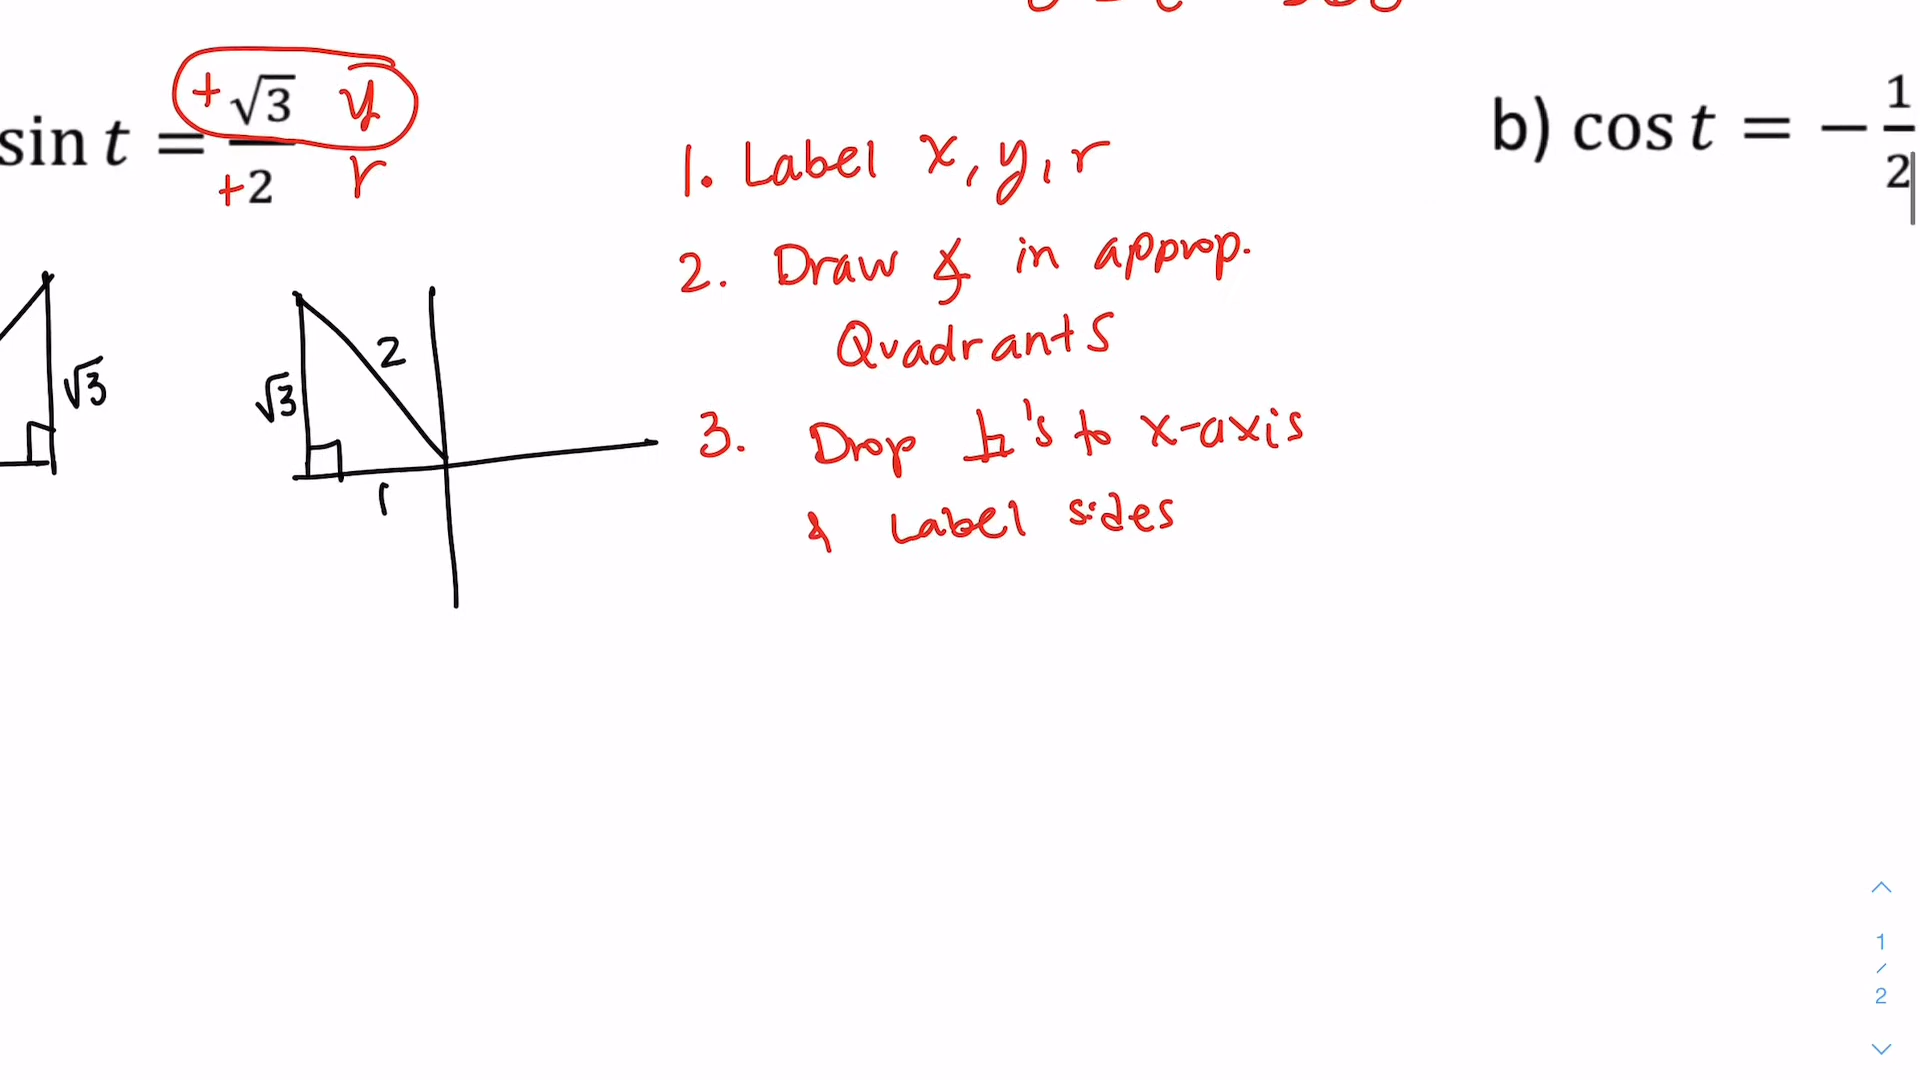 sin t = +√3 y
+2 r
1. Label x, y, r
2. Draw ∡ in approp.
Quadrants
3. Drop ⊥'s to x-axis
& Label sides
b) cos t = - 1
2
√3
√3
2
1
1
/
2